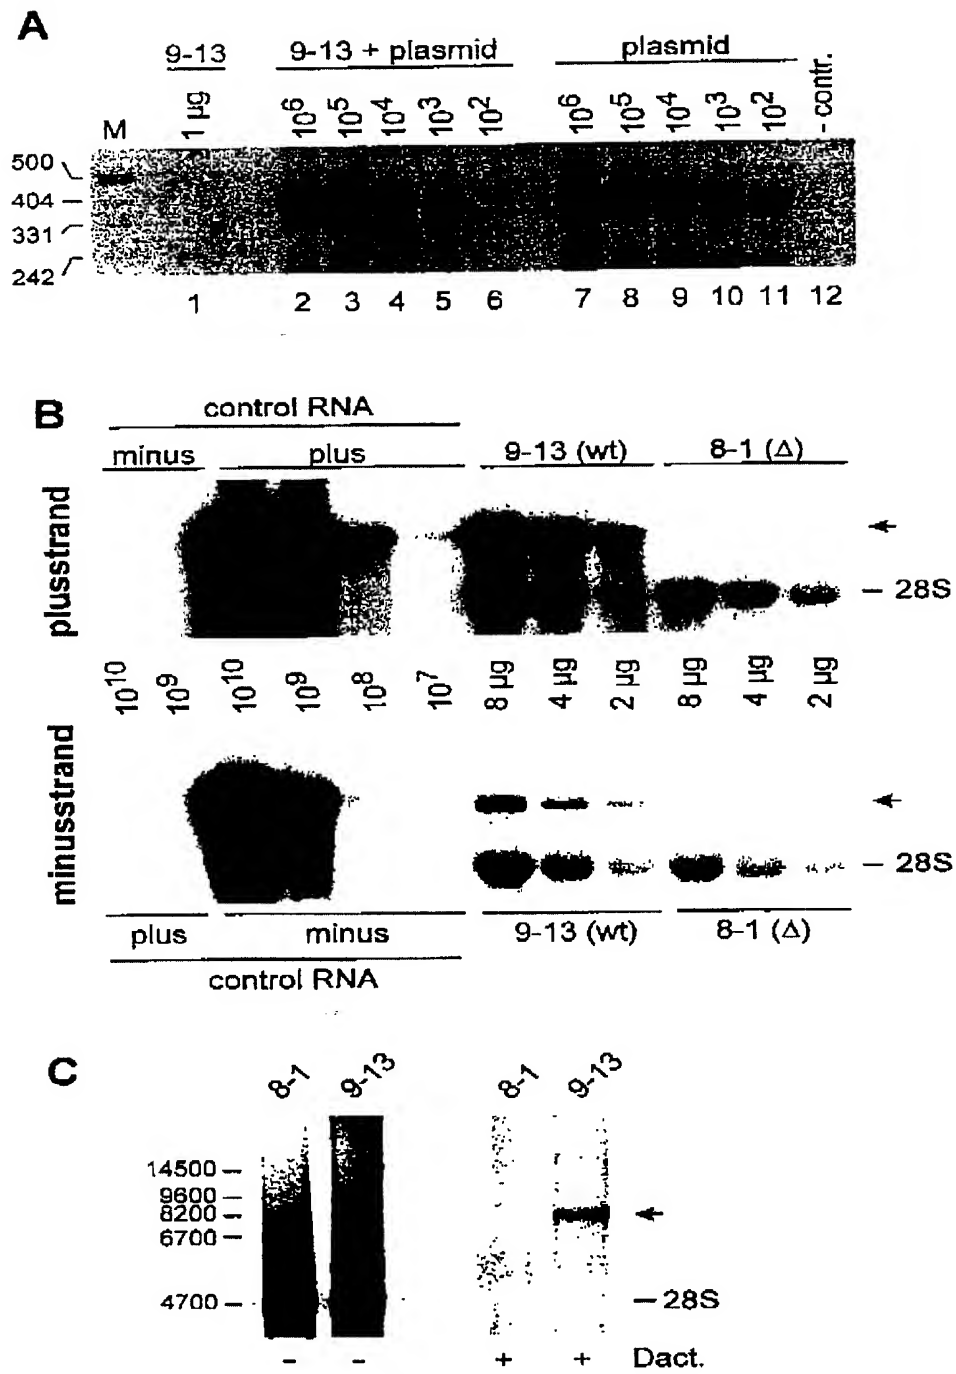 A
9-13 9-13 + plasmid plasmid - contr.
M 1 µg 10⁶ 10⁵ 10⁴ 10³ 10² 10⁶ 10⁵ 10⁴ 10³ 10²
500
404
331
242
1 2 3 4 5 6 7 8 9 10 11 12
B
control RNA
minus plus 9-13 (wt) 8-1 (Δ)
plusstrand
28S
10¹⁰ 10⁹ 10¹⁰ 10⁹ 10⁸ 10⁷ 8 µg 4 µg 2 µg 8 µg 4 µg 2 µg
minusstrand
28S
plus minus 9-13 (wt) 8-1 (Δ)
control RNA
C
8-1 9-13 8-1 9-13
14500
9600
8200
6700
4700 28S
- - + + Dact.